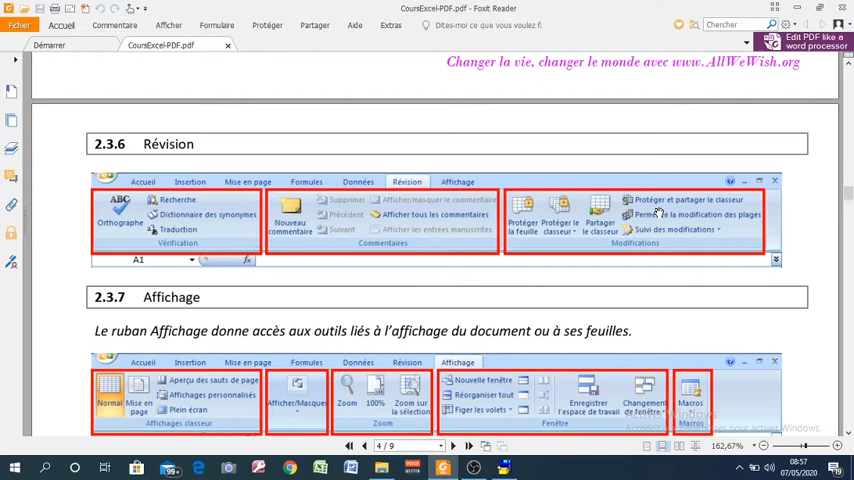 CoursExcel-PDF.pdf - Foxit Reader
Fichier Accueil Commentaire Afficher Formulaire Protéger Partager Aide Extras Dites-moi ce que vous voulez f. Chercher
Démarrer CoursExcel-PDF.pdf Edit PDF like a
word processor
Changer la vie, changer le monde avec www.AllWeWish.org
2.3.6 Révision
Accueil Insertion Mise en page Formules Données Révision Affichage
ABC Recherche Supprimer Afficher/masquer le commentaire Protéger et partager le classeur
Dictionnaire des synonymes Précédent Afficher tous les commentaires la modification des plages
Orthographe Traduction Nouveau commentaire Suivant Afficher les entrées manuscrites Protéger la feuille Protéger le classeur Partager le classeur Suivi des modifications
Vérification Commentaires Modifications
A1 fx
2.3.7 Affichage
Le ruban Affichage donne accès aux outils liés à l'affichage du document ou à ses feuilles.
Accueil Insertion Mise en page Formules Données Révision Affichage
Aperçu des sauts de page Nouvelle fenêtre
Affichages personnalisés Réorganiser tout
Normal Mise en page Plein écran Afficher/Masquer Zoom 100% Zoom sur la sélection Figer les volets Enregistrer l'espace de travail Changement de fenêtre Macros
Affichages classeur Zoom Fenêtre Macros
Activer Windows
4 / 9 162,67%
99+ 08:57
07/05/2020 19